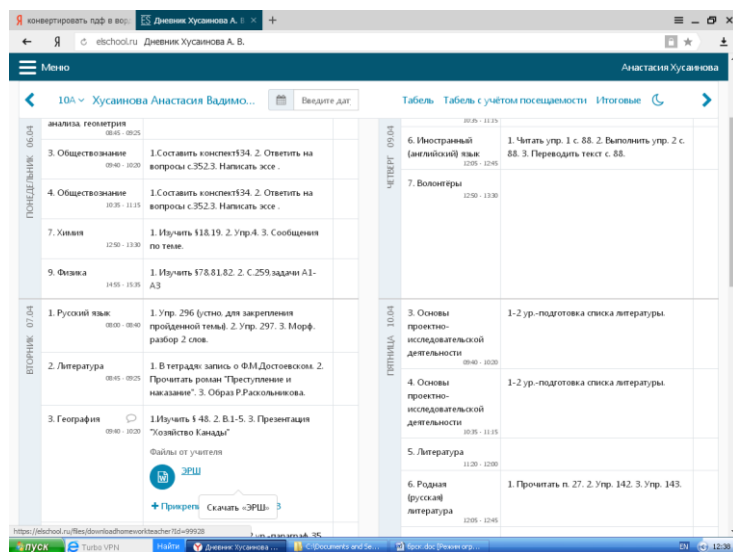 конвертировать пдф в вор
Дневник Хусаинова А. В
elschool.ru Дневник Хусаинова А. В.
Меню
Анастасия Хусаинова
10А Хусаинова Анастасия Вадимо... Введите дат
Табель Табель с учётом посещаемости Итоговые
ПОНЕДЕЛЬНИК 06.04
анализа, геометрия
08:45 - 09:25
3. Обществознание
09:40 - 10:20
1.Составить конспект§34. 2. Ответить на
вопросы с.352.3. Написать эссе .
4. Обществознание
10:35 - 11:15
1.Составить конспект§34. 2. Ответить на
вопросы с.352.3. Написать эссе .
7. Химия
12:50 - 13:30
1. Изучить §18.19. 2. Упр.4. 3. Сообщения
по теме.
9. Физика
14:55 - 15:35
1. Изучить §78.81.82. 2. С.259.задачи А1-
А3
ВТОРНИК 07.04
1. Русский язык
08:00 - 08:40
1. Упр. 296 (устно, для закрепления
пройденной темы). 2. Упр. 297. 3. Морф.
разбор 2 слов.
2. Литература
08:45 - 09:25
1. В тетрадях запись о Ф.М.Достоевском. 2.
Прочитать роман "Преступление и
наказание". 3. Образ Р.Раскольникова.
3. География
09:40 - 10:20
1.Изучить § 48. 2. В.1-5. 3. Презентация
"Хозяйство Канады"
Файлы от учителя
ЭРШ
+ Прикреп
Скачать «ЭРШ»
ЧЕТВЕРГ 09.04
10:35 - 11:15
6. Иностранный
(английский) язык
12:05 - 12:45
1. Читать упр. 1 с. 88. 2. Выполнить упр. 2 с.
88. 3. Переводить текст с. 88.
7. Волонтёры
12:50 - 13:30
ПЯТНИЦА 10.04
3. Основы
проектно-
исследовательской
деятельности
09:40 - 10:20
1-2 ур.-подготовка списка литературы.
4. Основы
проектно-
исследовательской
деятельности
10:35 - 11:15
1-2 ур.-подготовка списка литературы.
5. Литература
11:20 - 12:00
6. Родная
(русская)
литература
12:05 - 12:45
1. Прочитать п. 27. 2. Упр. 142. 3. Упр. 143.
https://elschool.ru/files/downloadhomeworkteacher?id=99928
2 ур.-параграф 35
пуск
Turbo VPN
Найти
Дневник Хусаинова ...
C:\Documents and Se...
брск.doc [Режим огр...
EN
12:38